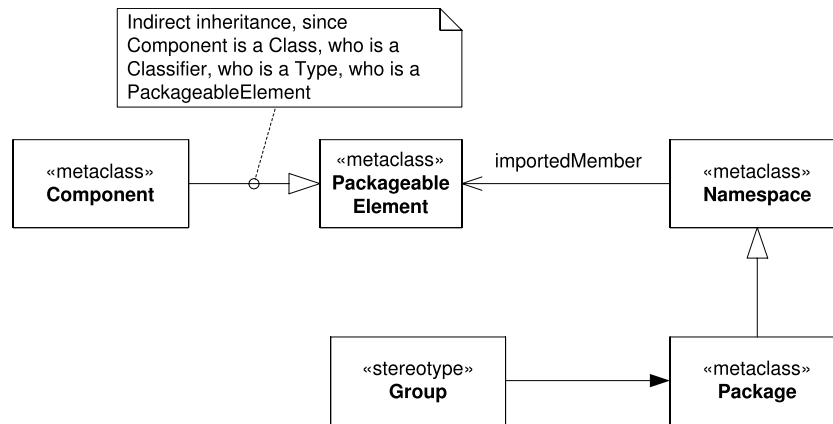 Indirect inheritance, since
Component is a Class, who is a
Classifier, who is a Type, who is a
PackageableElement
«metaclass»
Component
«metaclass»
Packageable
Element
importedMember
«metaclass»
Namespace
«stereotype»
Group
«metaclass»
Package